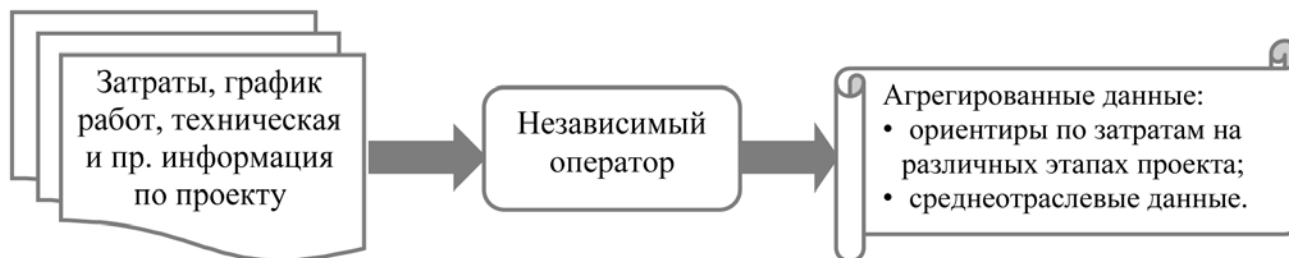 Затраты, график
работ, техническая
и пр. информация
по проекту
Независимый
оператор
Агрегированные данные:
• ориентиры по затратам на
различных этапах проекта;
• среднеотраслевые данные.